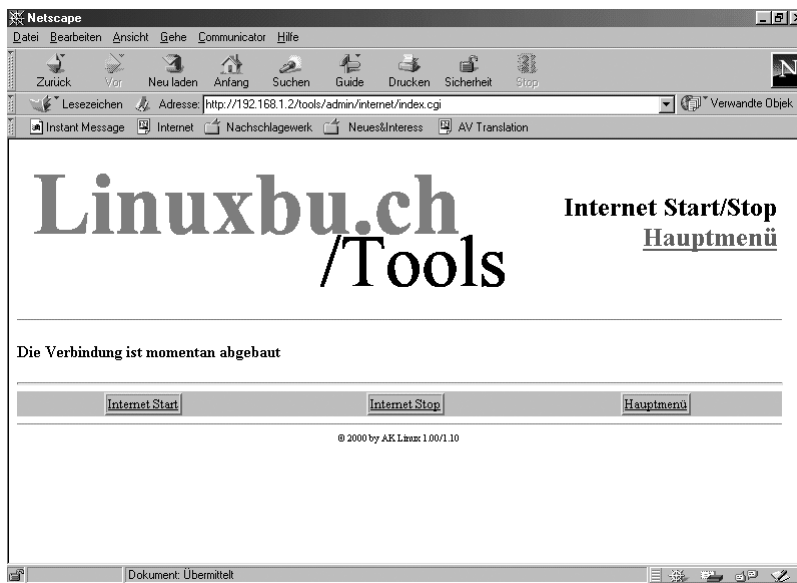 Netscape
Datei Bearbeiten Ansicht Gehe Communicator Hilfe
Zurück Vor Neu laden Anfang Suchen Guide Drucken Sicherheit Stop
N
Lesezeichen Adresse: http://192.168.1.2/tools/admin/internet/index.cgi Verwandte Objek
Instant Message Internet Nachschlagewerk Neues&Interess AV Translation
Linuxbu.ch
/Tools
Internet Start/Stop
Hauptmenü
Die Verbindung ist momentan abgebaut
Internet Start Internet Stop Hauptmenü
© 2000 by AK Linux 1.00/1.10
Dokument: Übermittelt